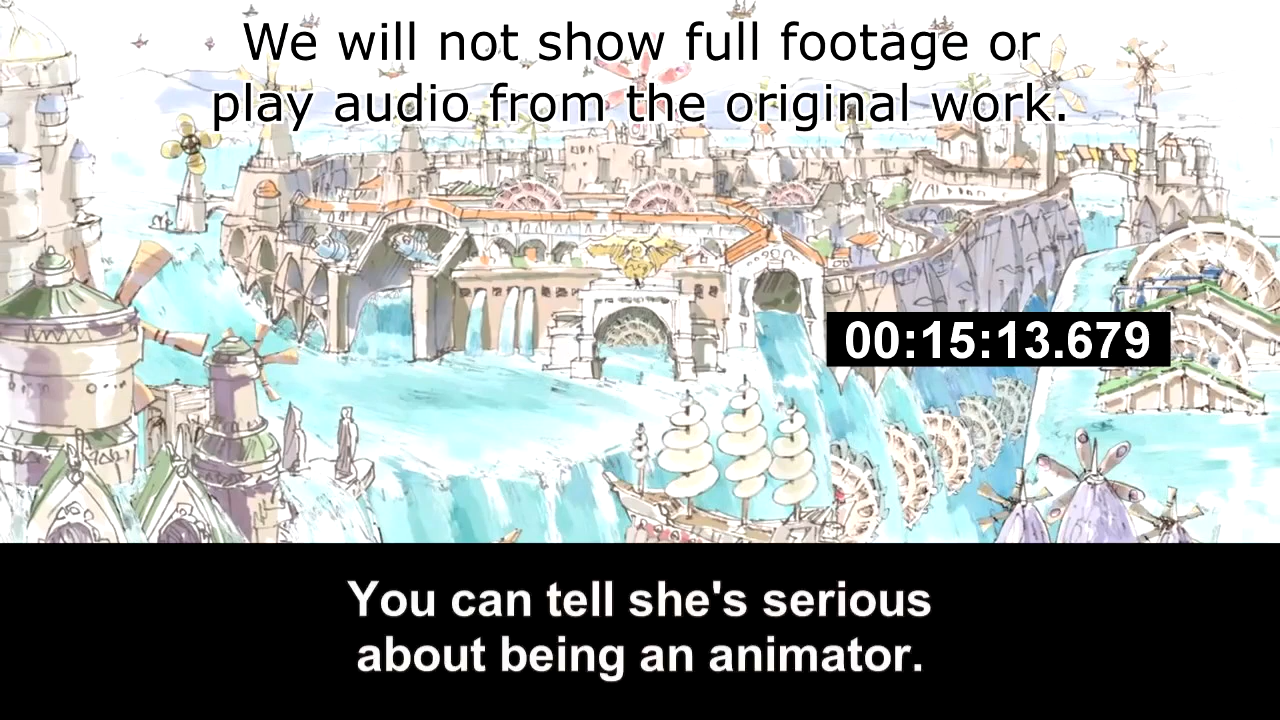 We will not show full footage or
play audio from the original work.
00:15:13.679
You can tell she's serious
about being an animator.